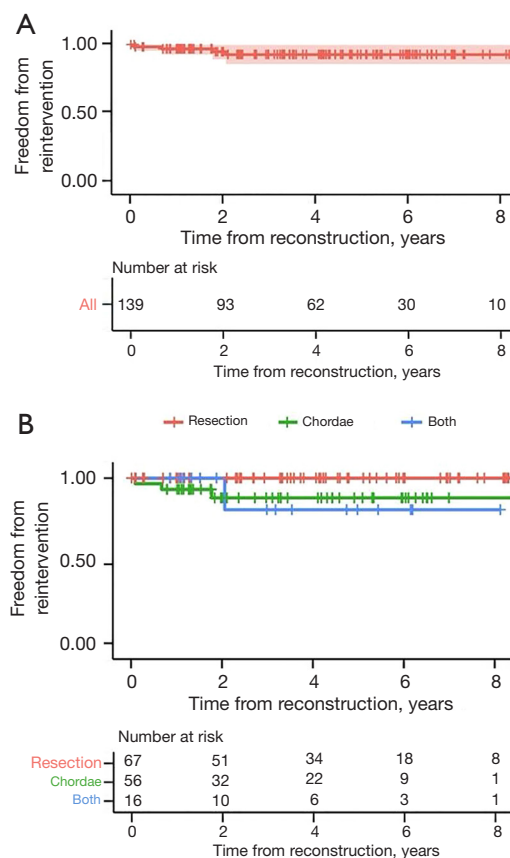 A
Freedom from
reintervention
1.00
0.50
0.00
0 2 4 6 8
Time from reconstruction, years
Number at risk
All 139 93 62 30 10
0 2 4 6 8
Time from reconstruction, years
B
Resection Chordae Both
Freedom from
reintervention
1.00
0.50
0.00
0 2 4 6 8
Time from reconstruction, years
Number at risk
Resection 67 51 34 18 8
Chordae 56 32 22 9 1
Both 16 10 6 3 1
0 2 4 6 8
Time from reconstruction, years